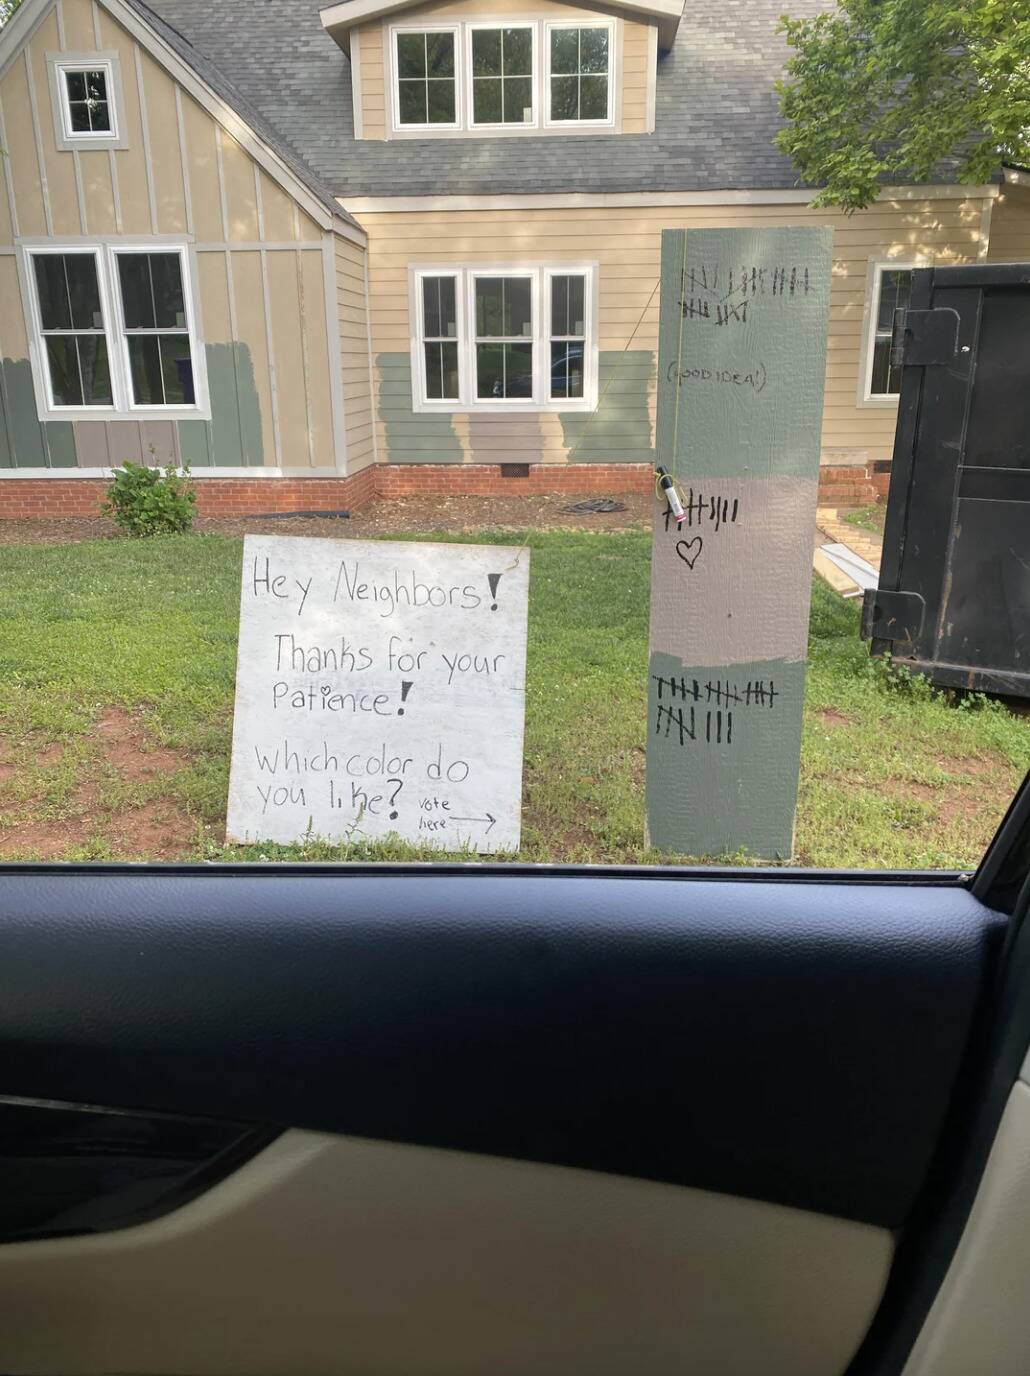 Hey Neighbors!
Thanks for your
Patience!
Which color do
you like?
vote
here
(GOOD IDEA!)